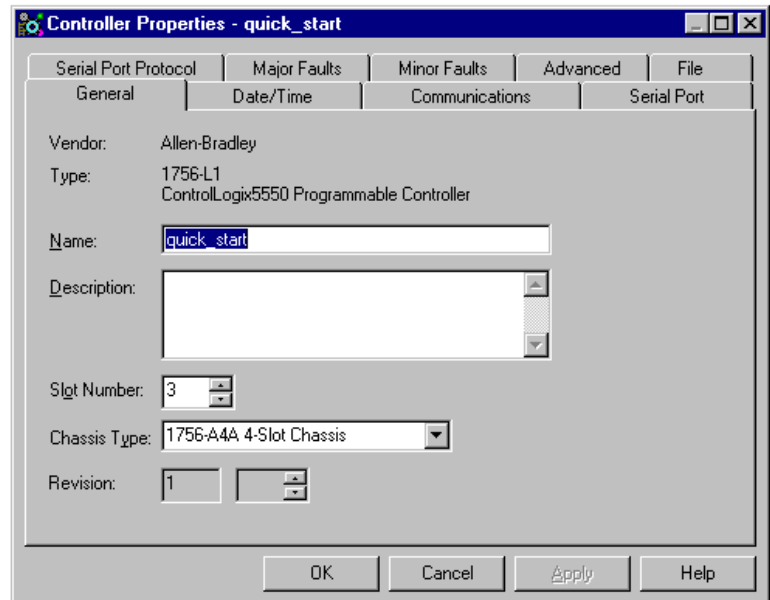 Controller Properties - quick_start
Serial Port Protocol Major Faults Minor Faults Advanced File
General Date/Time Communications Serial Port
Vendor: Allen-Bradley
Type: 1756-L1
ControlLogix5550 Programmable Controller
Name: quick_start
Description:
Slot Number: 3
Chassis Type: 1756-A4A 4-Slot Chassis
Revision: 1
OK Cancel Apply Help